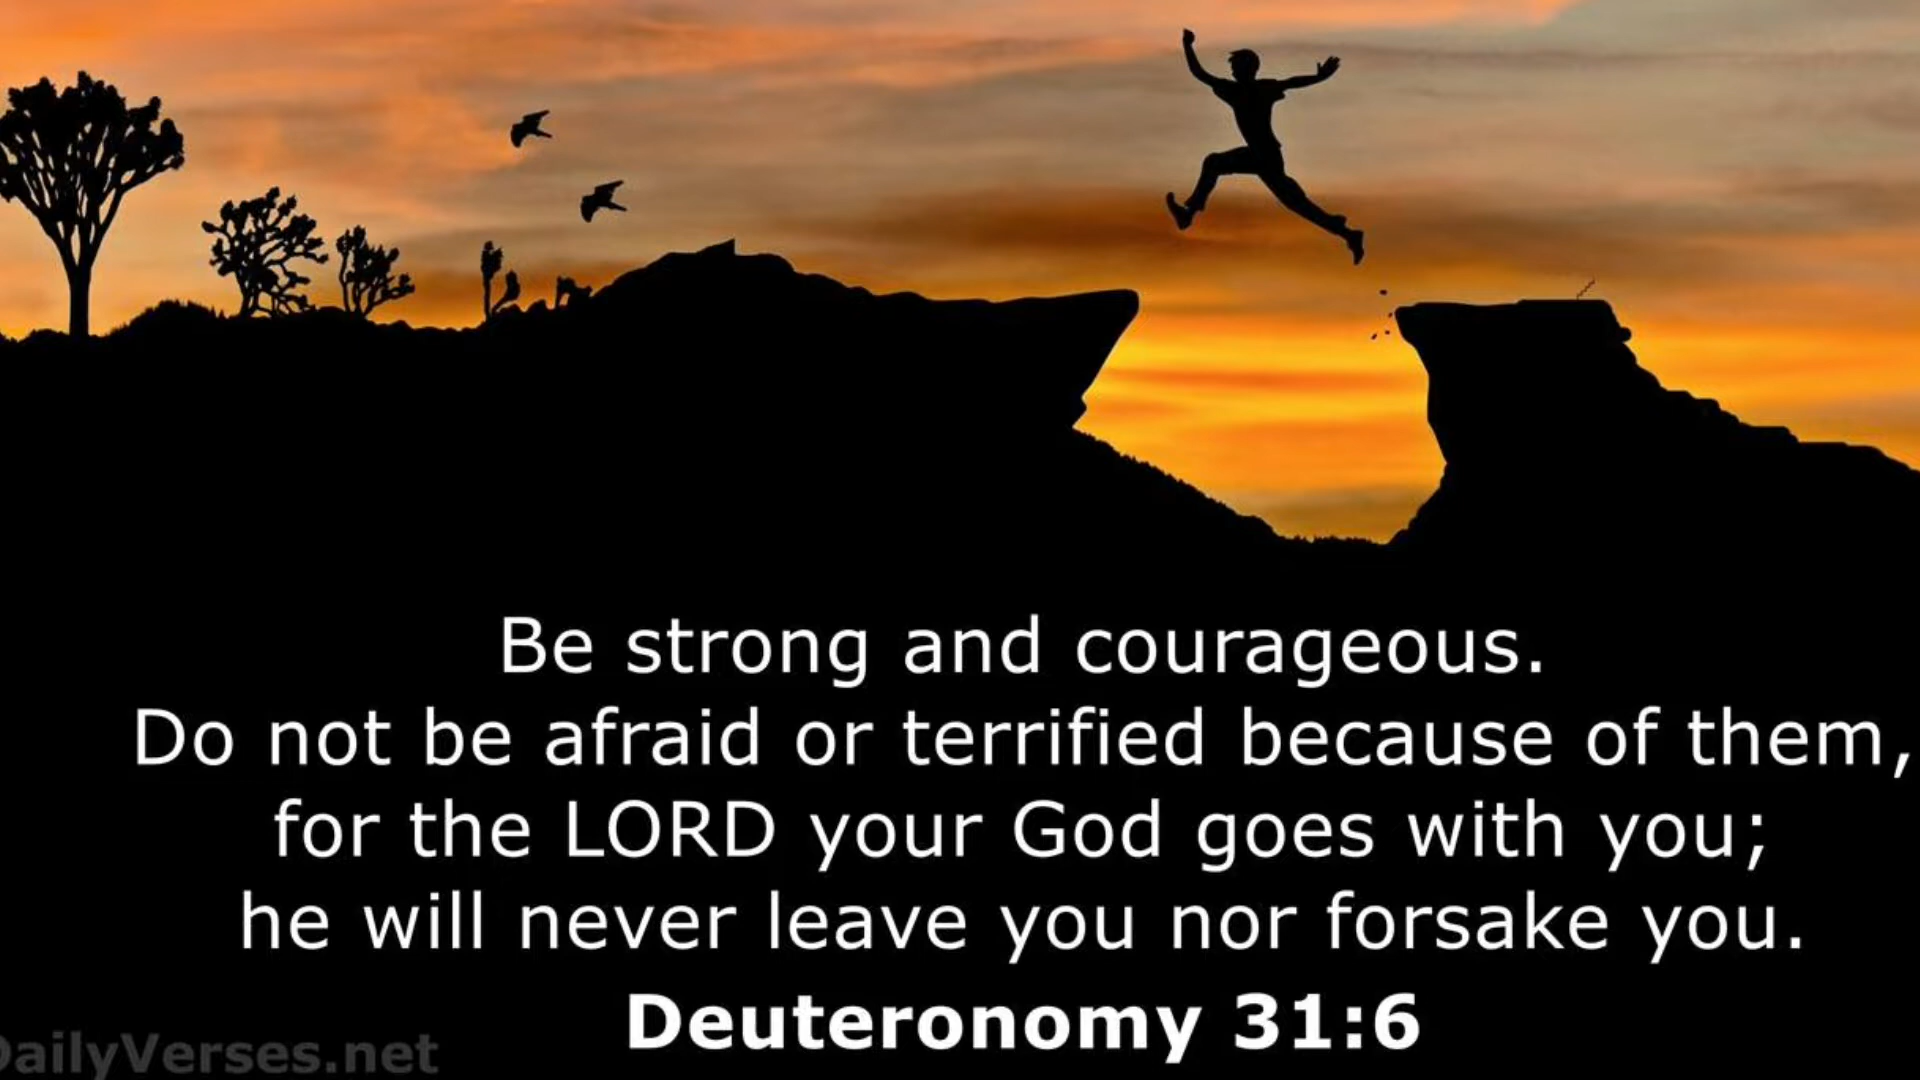 Be strong and courageous.
Do not be afraid or terrified because of them,
for the LORD your God goes with you;
he will never leave you nor forsake you.
Deuteronomy 31:6
DailyVerses.net